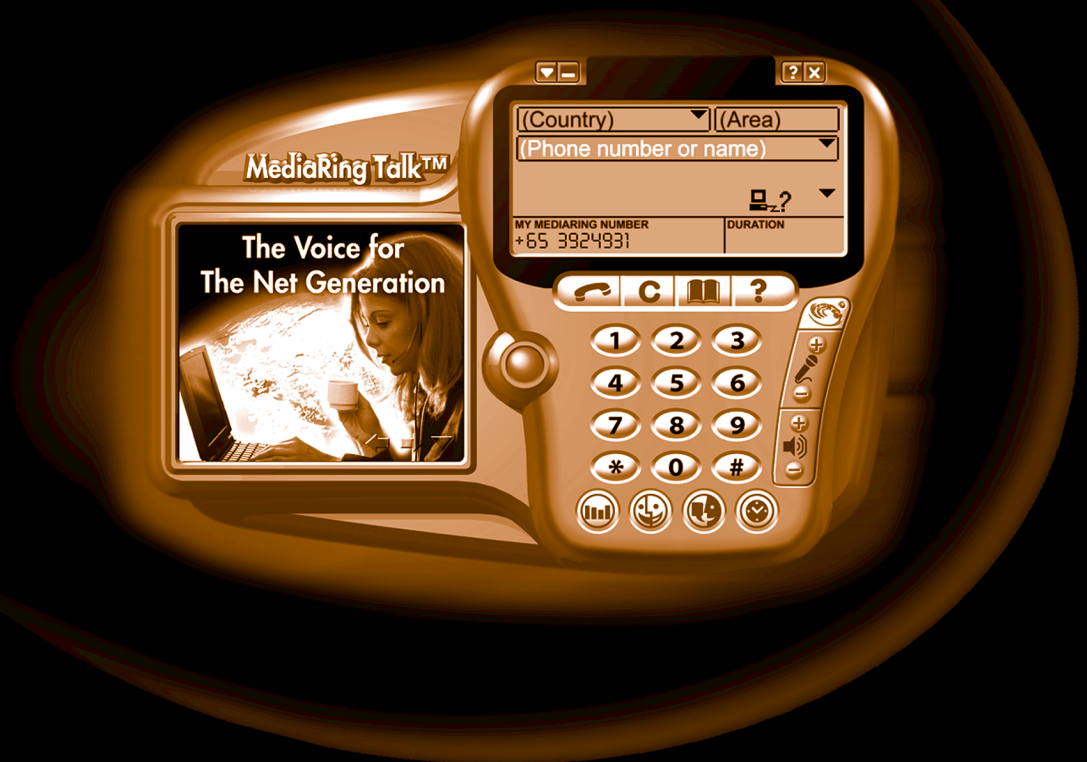 (Country) (Area)
(Phone number or name)
?
MY MEDIARING NUMBER DURATION
+65 3924931
MediaRing Talk™
The Voice for
The Net Generation
C ?
1 2 3
4 5 6
7 8 9
* 0 #